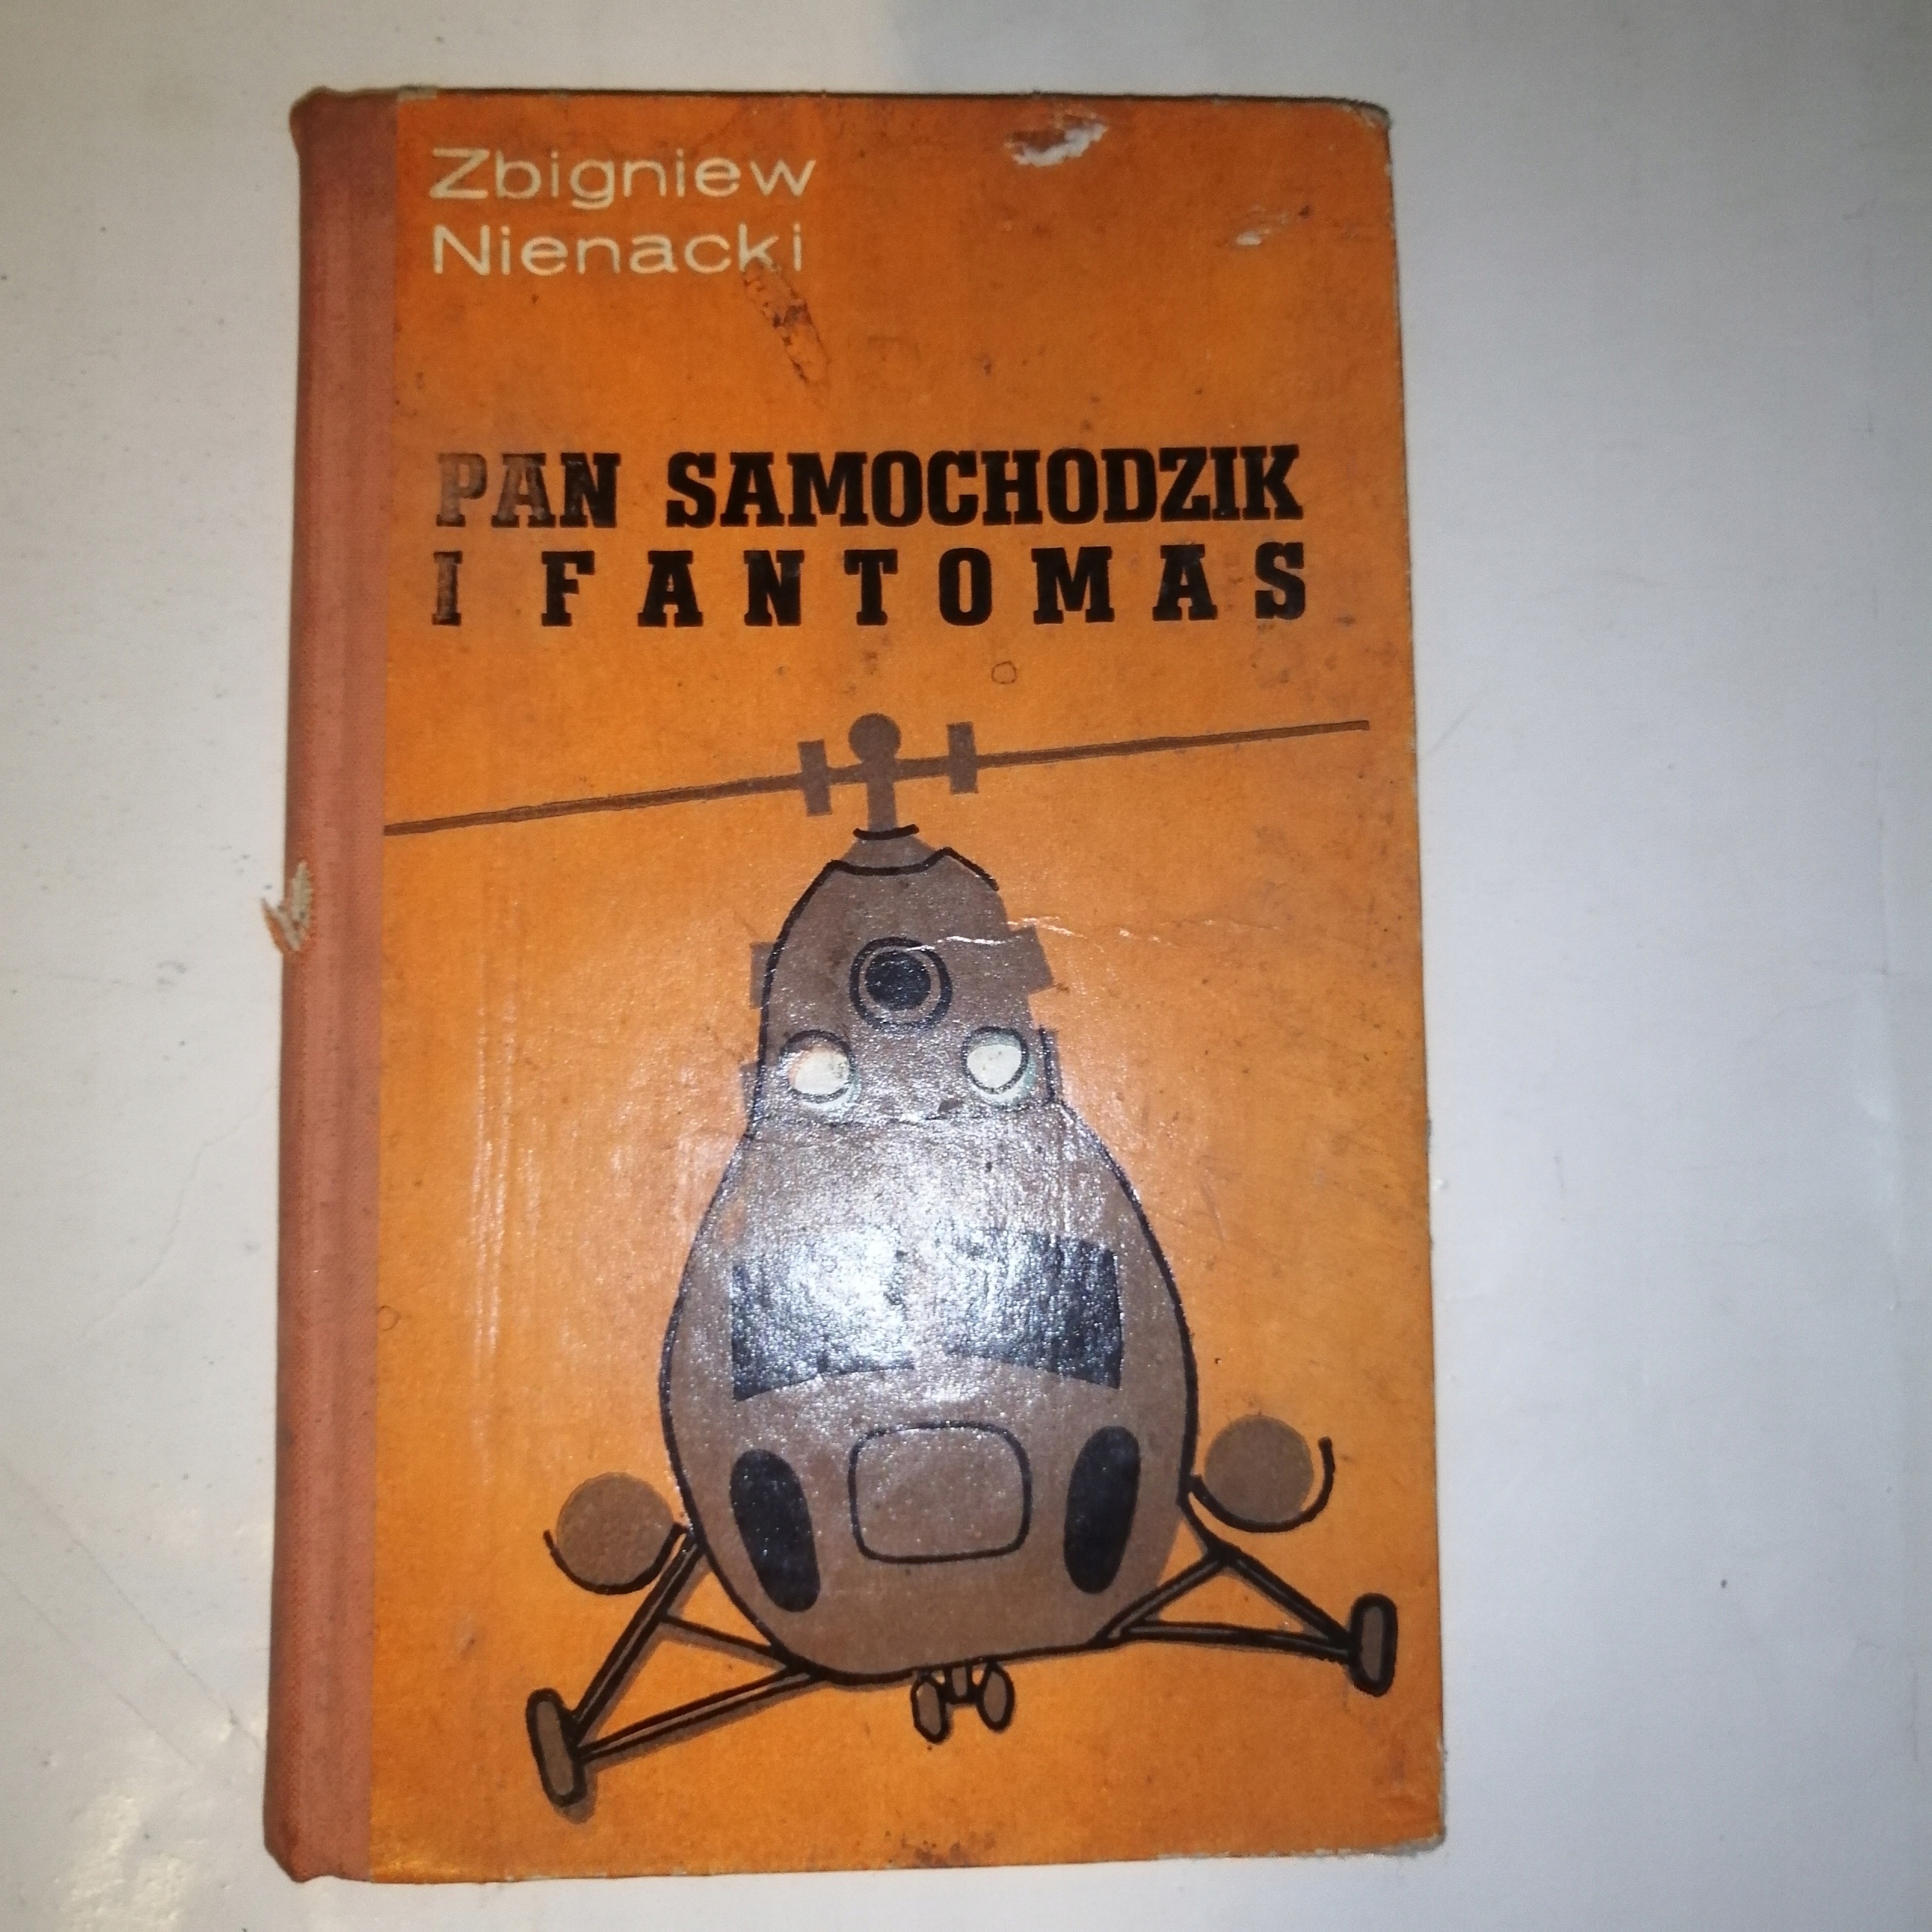 Zbigniew
Nienacki
PAN SAMOCHODZIK
I FANTOMAS